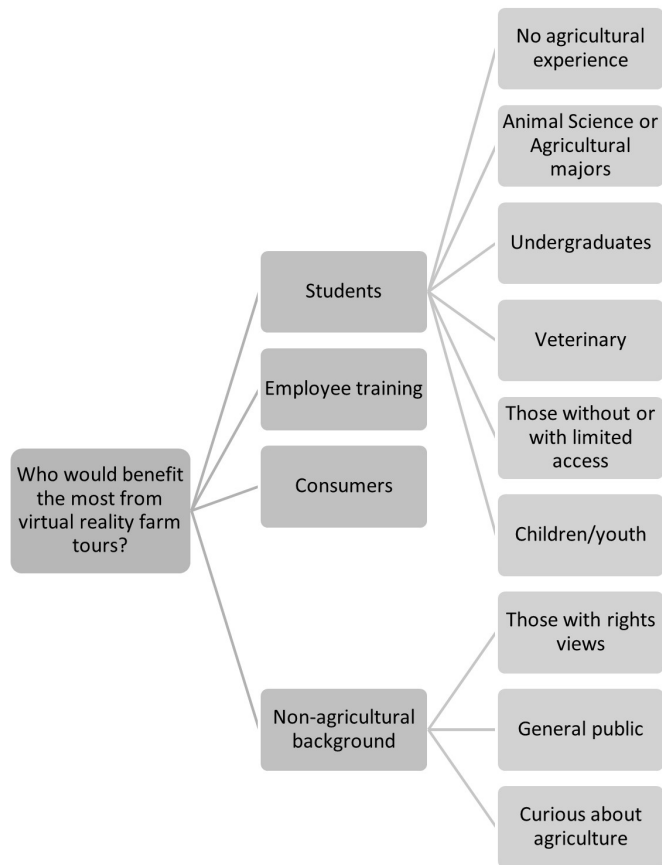 Who would benefit
the most from
virtual reality farm
tours?
Students
No agricultural
experience
Animal Science or
Agricultural
majors
Undergraduates
Veterinary
Those without or
with limited
access
Children/youth
Employee training
Consumers
Non-agricultural
background
Those with rights
views
General public
Curious about
agriculture